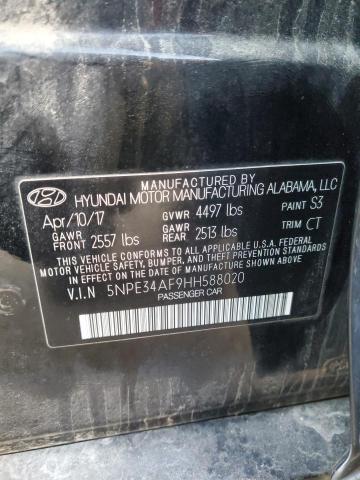 MANUFACTURED BY
HYUNDAI MOTOR MANUFACTURING ALABAMA, LLC
Apr/10/17 GVWR 4497 lbs PAINT S3
GAWR FRONT 2557 lbs GAWR REAR 2513 lbs TRIM CT
THIS VEHICLE CONFORMS TO ALL APPLICABLE U.S. FEDERAL
MOTOR VEHICLE SAFETY, BUMPER, AND THEFT PREVENTION
STANDARDS IN EFFECT ON THE DATE OF MANUFACTURE SHOWN ABOVE.
V.I.N 5NPE34AF9HH588020
PASSENGER CAR